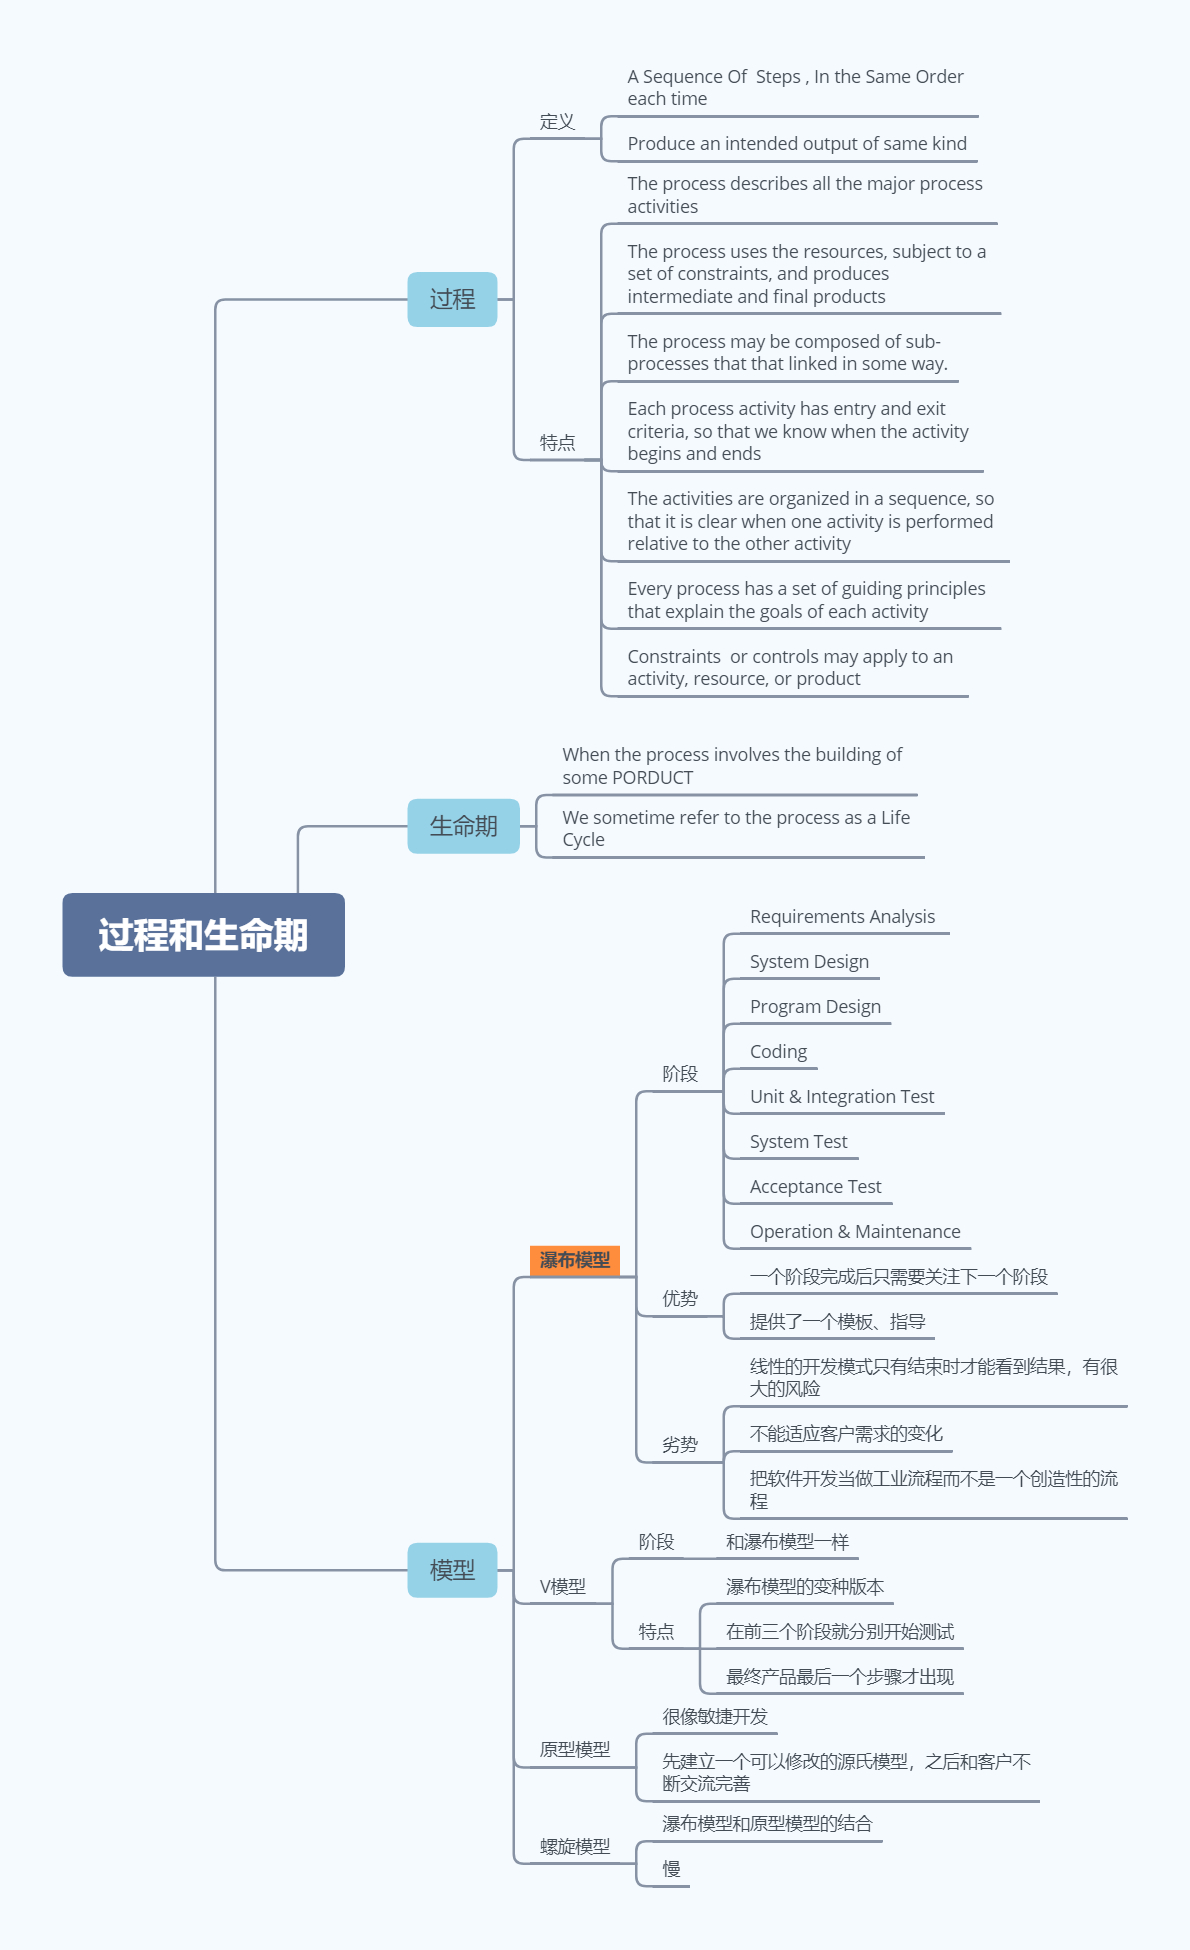 过程和生命期
过程
定义
A Sequence Of  Steps , In the Same Order
each time
Produce an intended output of same kind
特点
The process describes all the major process
activities
The process uses the resources, subject to a
set of constraints, and produces
intermediate and final products
The process may be composed of sub-
processes that that linked in some way.
Each process activity has entry and exit
criteria, so that we know when the activity
begins and ends
The activities are organized in a sequence, so
that it is clear when one activity is performed
relative to the other activity
Every process has a set of guiding principles
that explain the goals of each activity
Constraints  or controls may apply to an
activity, resource, or product
生命期
When the process involves the building of
some PORDUCT
We sometime refer to the process as a Life
Cycle
模型
瀑布模型
阶段
Requirements Analysis
System Design
Program Design
Coding
Unit & Integration Test
System Test
Acceptance Test
Operation & Maintenance
优势
一个阶段完成后只需要关注下一个阶段
提供了一个模板、指导
劣势
线性的开发模式只有结束时才能看到结果，有很
大的风险
不能适应客户需求的变化
把软件开发当做工业流程而不是一个创造性的流
程
V模型
阶段
和瀑布模型一样
特点
瀑布模型的变种版本
在前三个阶段就分别开始测试
最终产品最后一个步骤才出现
原型模型
很像敏捷开发
先建立一个可以修改的源氏模型，之后和客户不
断交流完善
螺旋模型
瀑布模型和原型模型的结合
慢